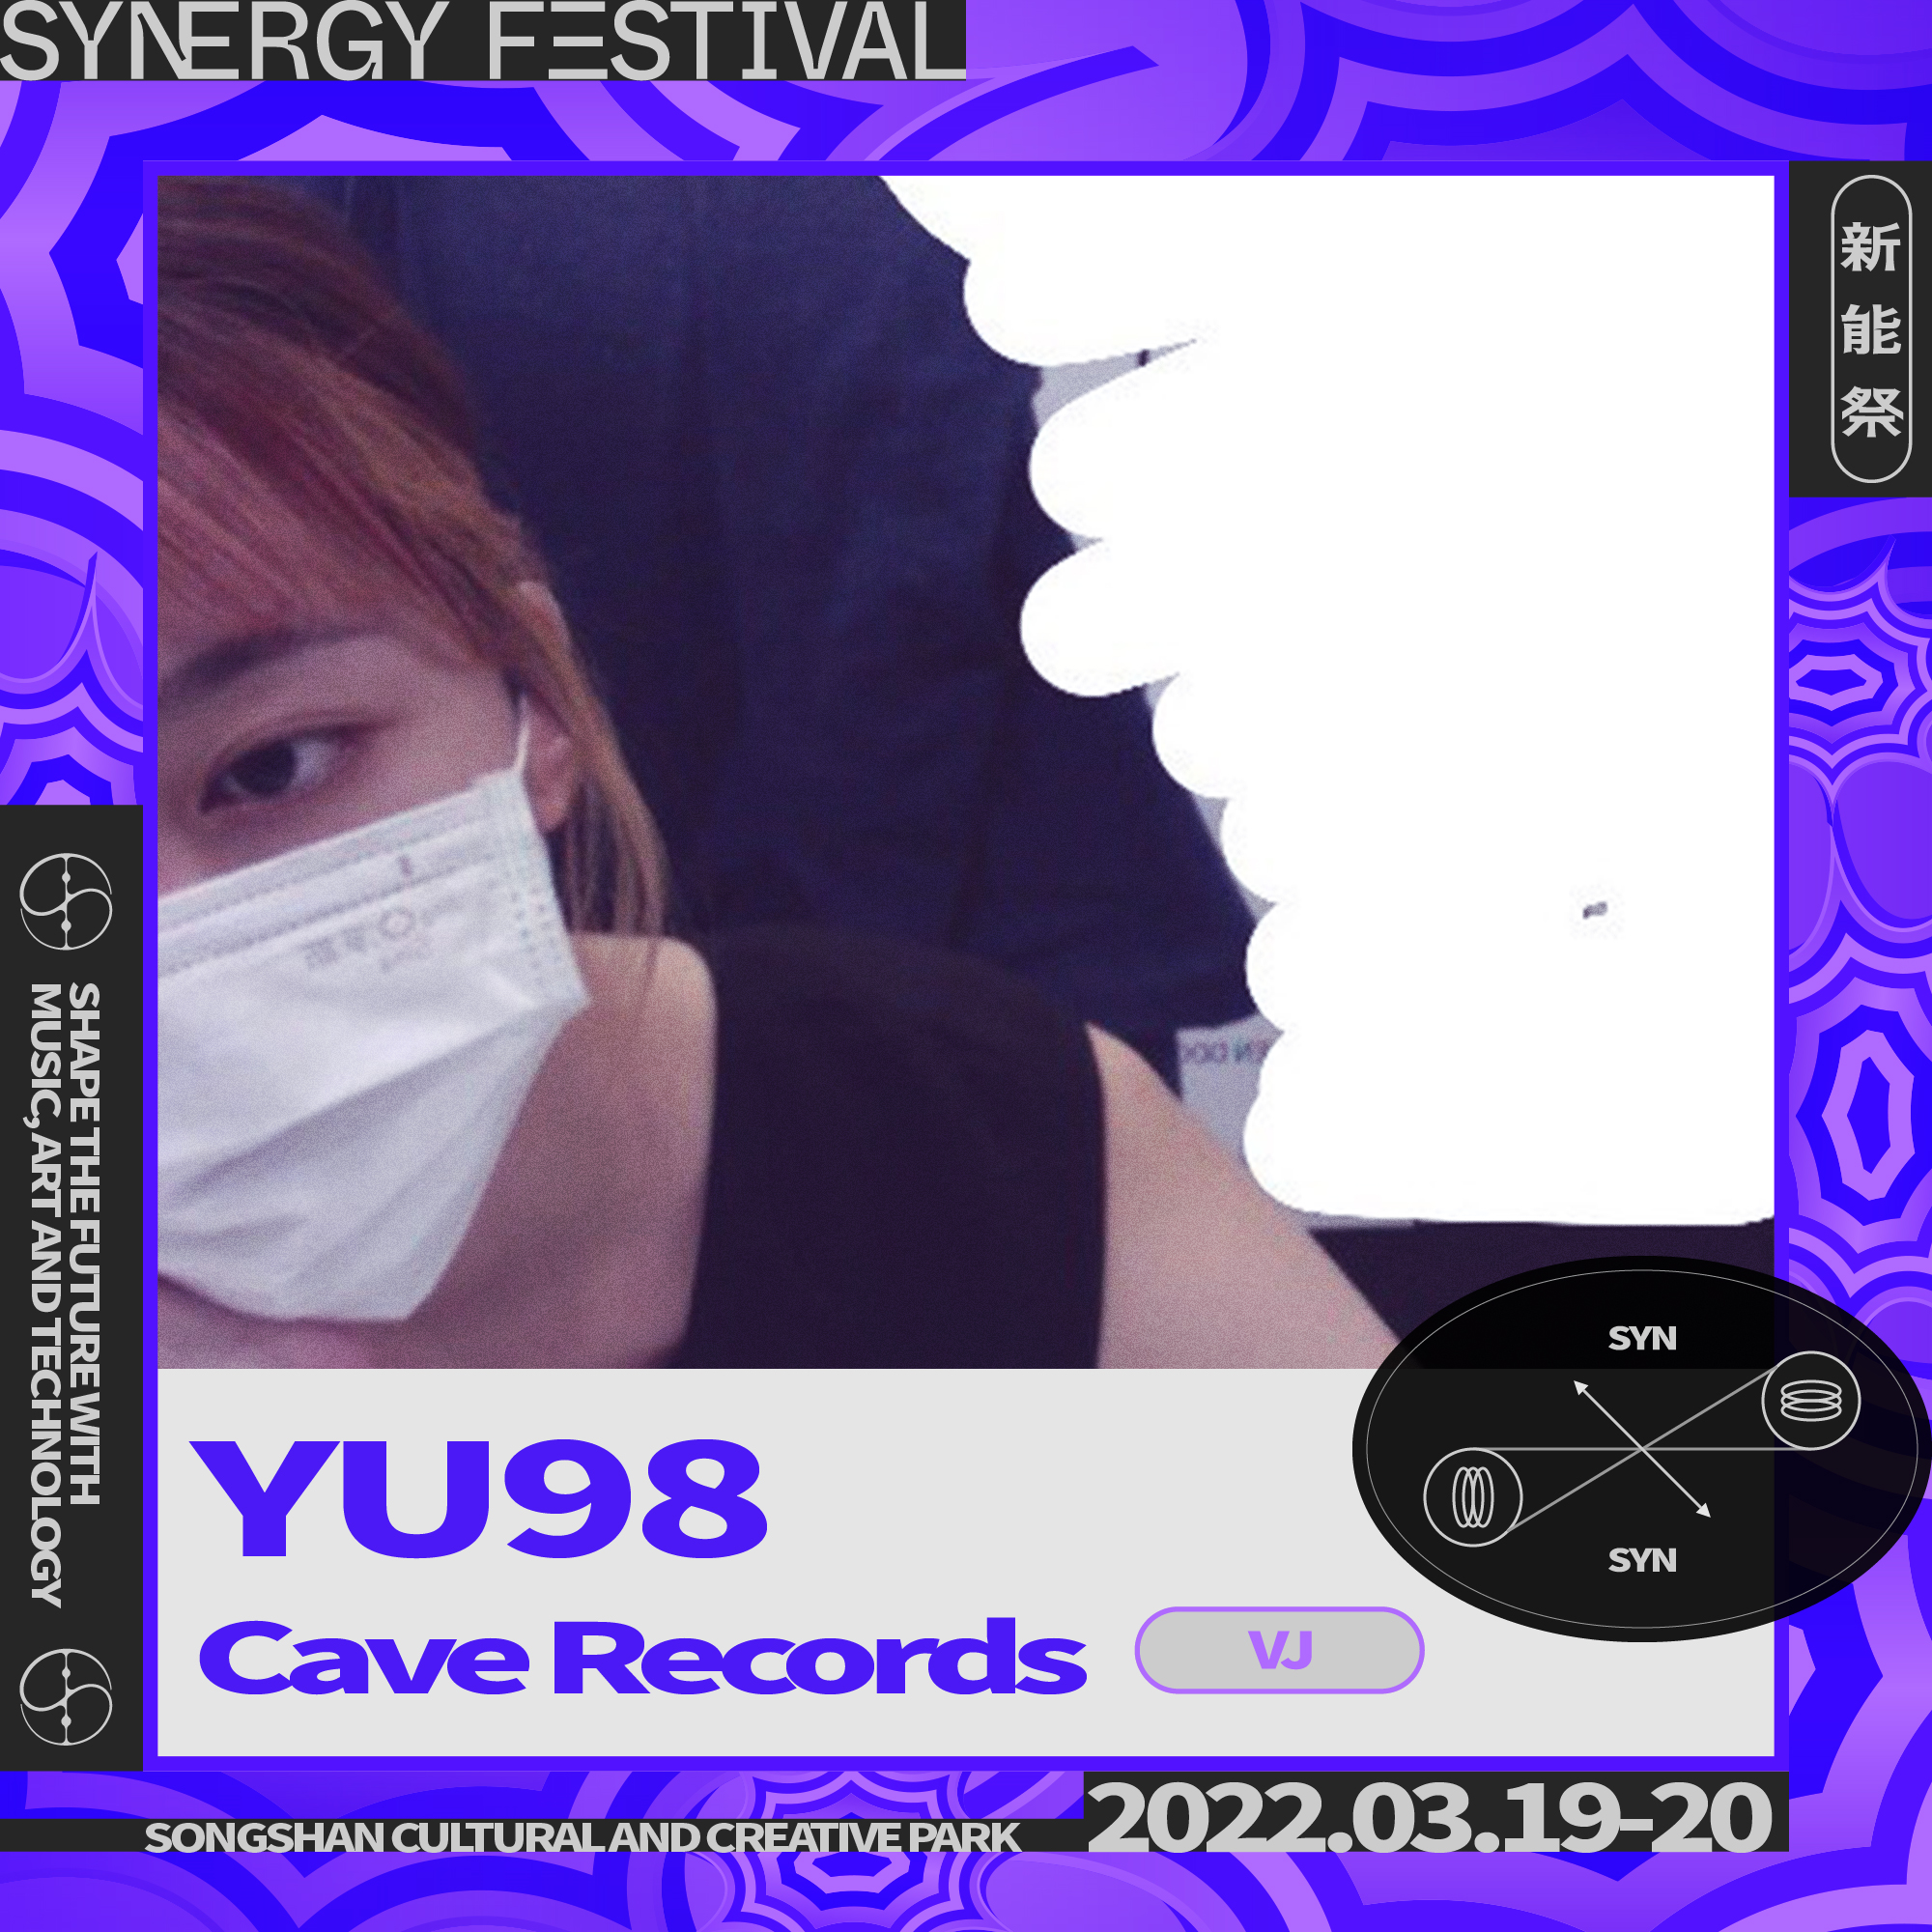 SYNERGY FESTIVAL
新能祭
SHAPE THE FUTURE WITH
MUSIC, ART AND TECHNOLOGY
SYN
SYN
YU98
Cave Records
VJ
2022.03.19-20
SONGSHAN CULTURAL AND CREATIVE PARK